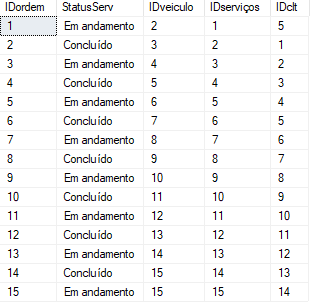 IDordem StatusServ IDveiculo IDserviços IDclt
1 Em andamento 2 1 5
2 Concluído 3 2 1
3 Em andamento 4 3 2
4 Concluído 5 4 3
5 Em andamento 6 5 4
6 Concluído 7 6 5
7 Em andamento 8 7 6
8 Concluído 9 8 7
9 Em andamento 10 9 8
10 Concluído 11 10 9
11 Em andamento 12 11 10
12 Concluído 13 12 11
13 Em andamento 14 13 12
14 Concluído 15 14 13
15 Em andamento 15 15 14